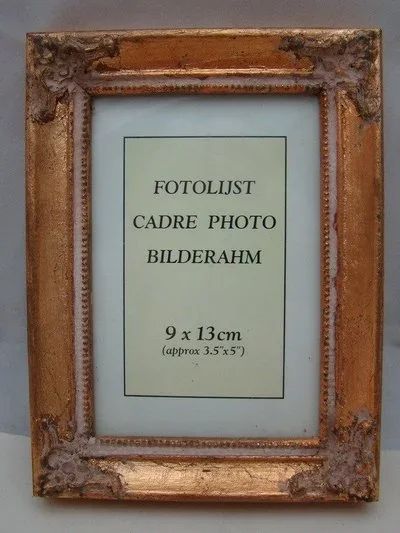 FOTOLIJST
CADRE PHOTO
BILDERAHM
9 x 13cm
(approx 3.5"x5")